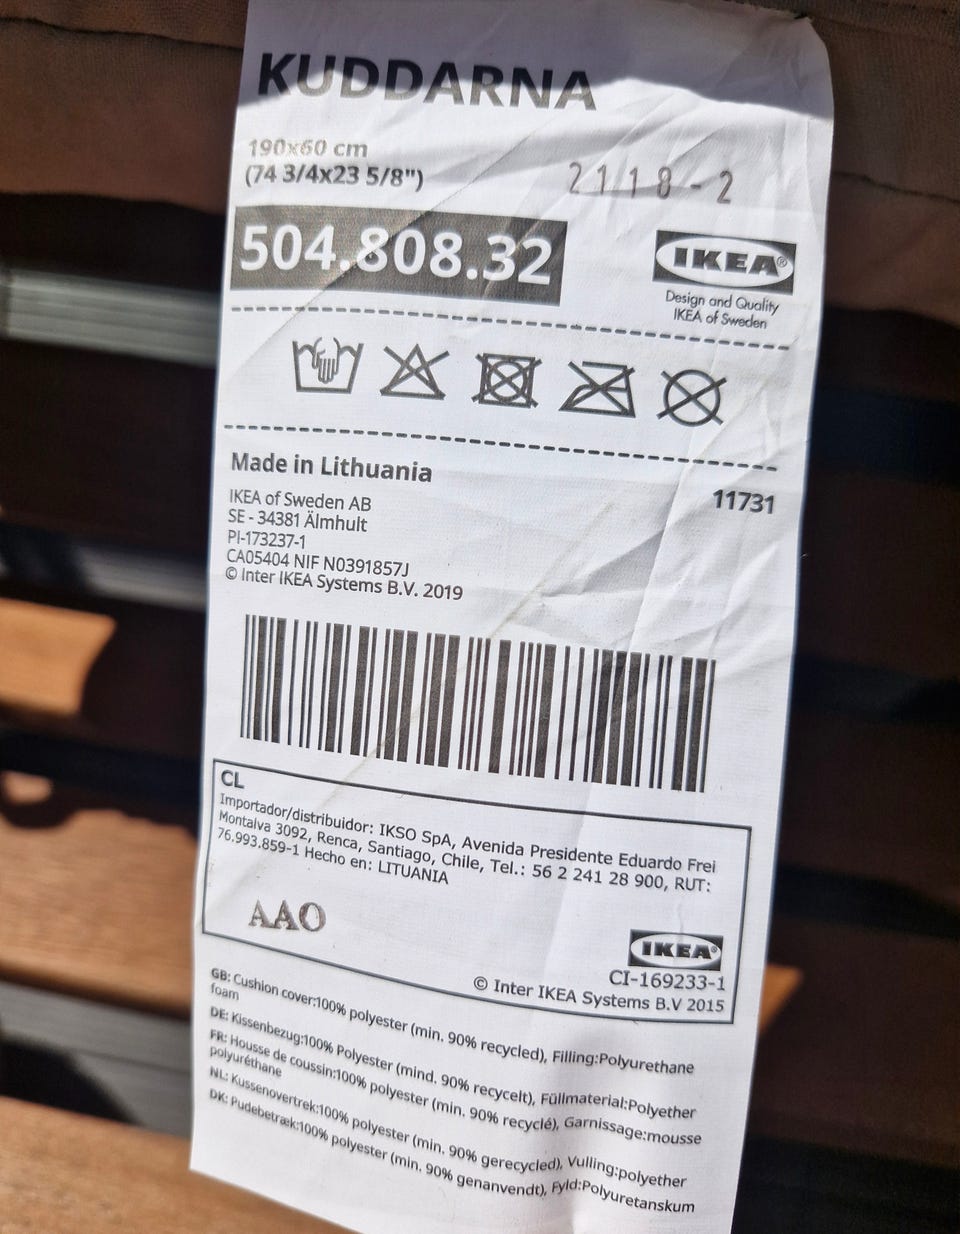 KUDDARNA
190x60 cm
(74 3/4x23 5/8")
2118-2
504.808.32
IKEA®
Design and Quality
IKEA of Sweden
Made in Lithuania
11731
IKEA of Sweden AB
SE - 34381 Älmhult
PI-173237-1
CA05404 NIF N0391857J
© Inter IKEA Systems B.V. 2019
CL
Importador/distribuidor: IKSO SpA, Avenida Presidente Eduardo Frei
Montalva 3092, Renca, Santiago, Chile, Tel.: 56 2 241 28 900, RUT:
76.993.859-1 Hecho en: LITUANIA
AAO
IKEA®
CI-169233-1
© Inter IKEA Systems B.V 2015
GB: Cushion cover:100% polyester (min. 90% recycled), Filling:Polyurethane
foam
DE: Kissenbezug:100% Polyester (mind. 90% recycelt), Füllmaterial:Polyether
FR: Housse de coussin:100% polyester (min. 90% recyclé), Garnissage:mousse
polyuréthane
NL: Kussenovertrek:100% polyester (min. 90% gerecycled), Vulling:polyether
DK: Pudebetræk:100% polyester (min. 90% genanvendt), Fyld:Polyuretanskum